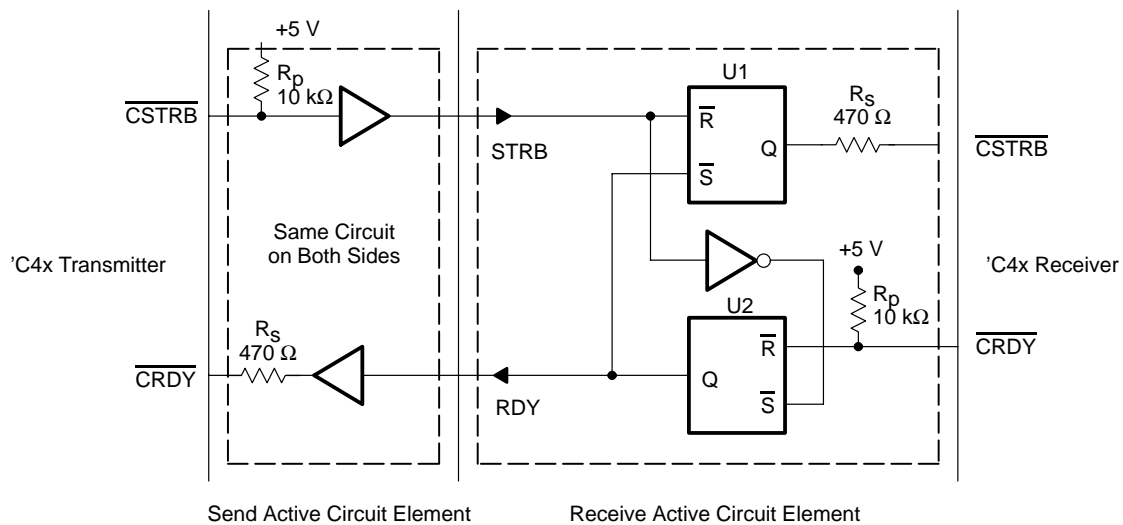 +5 V
Rp
10 kΩ
CSTRB
STRB
U1
R
S
Q
Rs
470 Ω
CSTRB
Same Circuit
on Both Sides
'C4x Transmitter
+5 V
Rp
10 kΩ
'C4x Receiver
U2
R
S
Q
CRDY
Rs
470 Ω
CRDY
RDY
Send Active Circuit Element
Receive Active Circuit Element